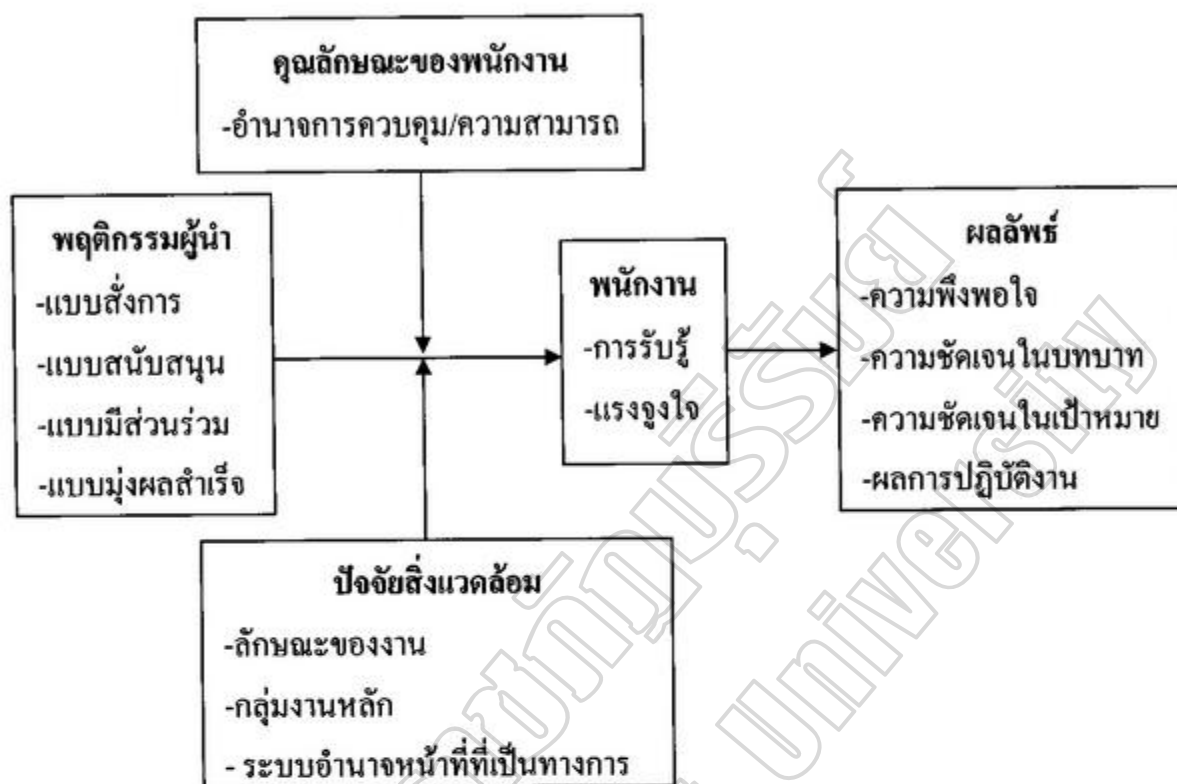 คุณลักษณะของพนักงาน
-อำนาจการควบคุม/ความสามารถ
พฤติกรรมผู้นำ
-แบบสั่งการ
-แบบสนับสนุน
-แบบมีส่วนร่วม
-แบบมุ่งผลสำเร็จ
พนักงาน
-การรับรู้
-แรงจูงใจ
ผลลัพธ์
-ความพึงพอใจ
-ความชัดเจนในบทบาท
-ความชัดเจนในเป้าหมาย
-ผลการปฏิบัติงาน
ปัจจัยสิ่งแวดล้อม
-ลักษณะของงาน
-กลุ่มงานหลัก
- ระบบอำนาจหน้าที่ที่เป็นทางการ
University